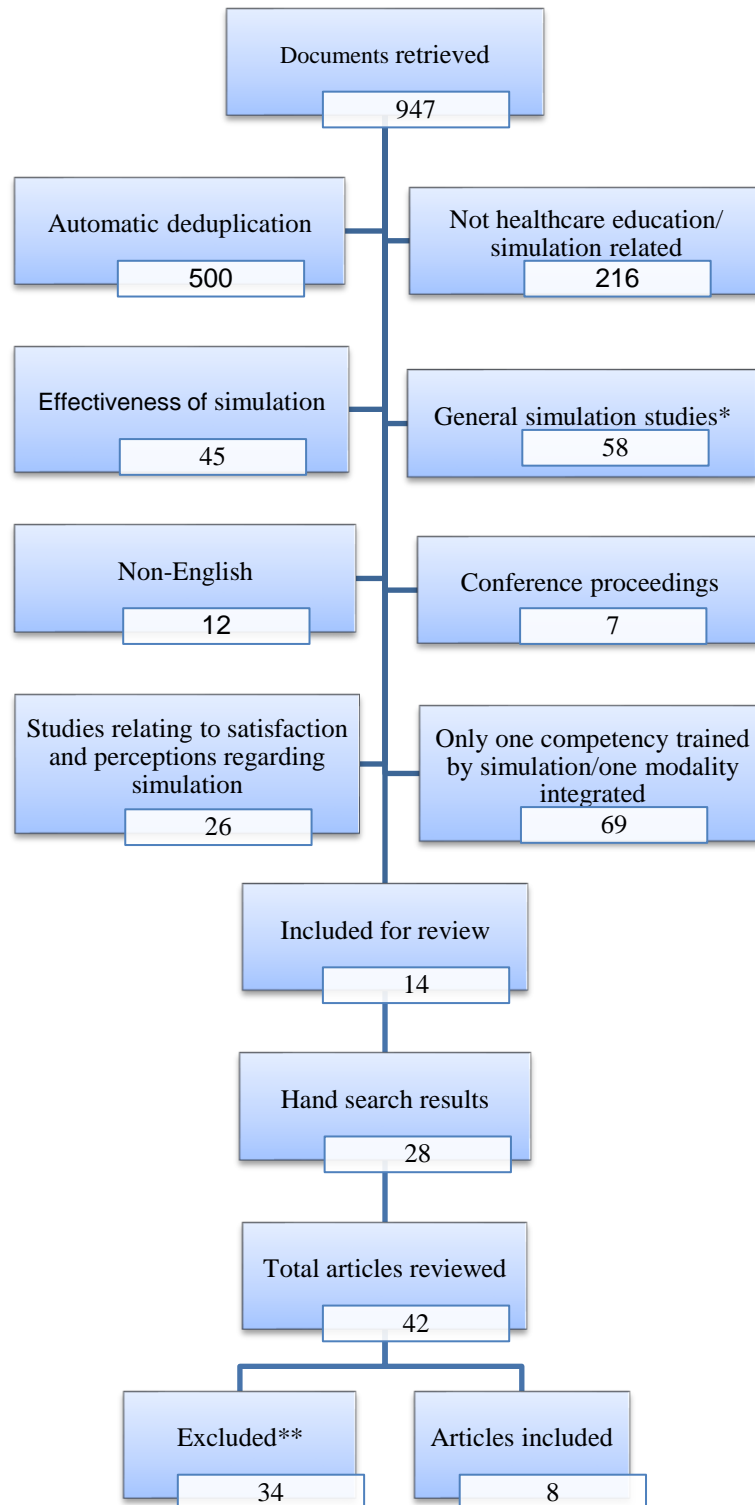 Documents retrieved
947
Automatic deduplication
500
Not healthcare education/
simulation related
216
Effectiveness of simulation
45
General simulation studies*
58
Non-English
12
Conference proceedings
7
Studies relating to satisfaction
and perceptions regarding
simulation
26
Only one competency trained
by simulation/one modality
integrated
69
Included for review
14
Hand search results
28
Total articles reviewed
42
Excluded**
34
Articles included
8